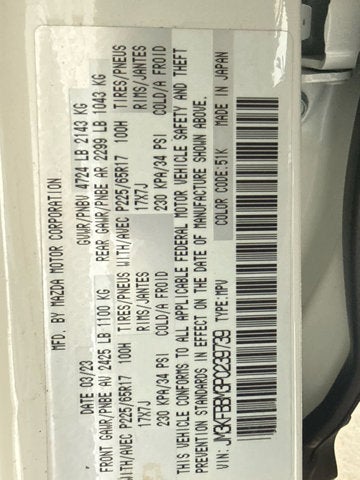 MFD. BY MAZDA MOTOR CORPORATION
DATE 03/23 GVWR/PNBV 4724 LB 2143 KG
FRONT GAWR/PNBE AV 2425 LB 1100 KG REAR GAWR/PNBE AR 2299 LB 1043 KG
WITH/AVEC P225/65R17 100H TIRES/PNEUS WITH/AVEC P225/65R17 100H TIRES/PNEUS
17X7J RIMS/JANTES 17X7J RIMS/JANTES
230 KPA/34 PSI COLD/A FROID 230 KPA/34 PSI COLD/A FROID
THIS VEHICLE CONFORMS TO ALL APPLICABLE FEDERAL MOTOR VEHICLE SAFETY AND THEFT
PREVENTION STANDARDS IN EFFECT ON THE DATE OF MANUFACTURE SHOWN ABOVE.
VIN: JM3KFBBM3P0239739 TYPE:MPV COLOR CODE:51K MADE IN JAPAN